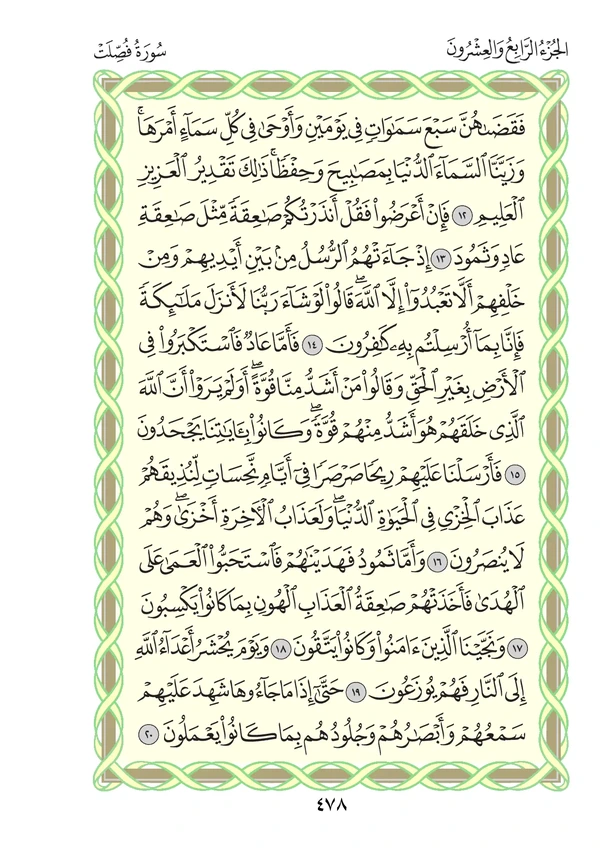 الجُزْءُ الرَّابِعُ وَالعِشْرُونَ
سُورَةُ فُصِّلَتْ
فَقَضَىٰهُنَّ سَبْعَ سَمَٰوَاتٍ فِى يَوْمَيْنِ وَأَوْحَىٰ فِى كُلِّ سَمَآءٍ أَمْرَهَا ۚ
وَزَيَّنَّا ٱلسَّمَآءَ ٱلدُّنْيَا بِمَصَٰبِيحَ وَحِفْظًا ۚ ذَٰلِكَ تَقْدِيرُ ٱلْعَزِيزِ
ٱلْعَلِيمِ ١٢ فَإِنْ أَعْرَضُوا۟ فَقُلْ أَنذَرْتُكُمْ صَٰعِقَةً مِّثْلَ صَٰعِقَةِ
عَادٍ وَثَمُودَ ١٣ إِذْ جَآءَتْهُمُ ٱلرُّسُلُ مِنۢ بَيْنِ أَيْدِيهِمْ وَمِنْ
خَلْفِهِمْ أَلَّا تَعْبُدُوٓا۟ إِلَّا ٱللَّهَ ۖ قَالُوا۟ لَوْ شَآءَ رَبُّنَا لَأَنزَلَ مَلَٰٓئِكَةً
فَإِنَّا بِمَآ أُرْسِلْتُم بِهِۦ كَٰفِرُونَ ١٤ فَأَمَّا عَادٌ فَٱسْتَكْبَرُوا۟ فِى
ٱلْأَرْضِ بِغَيْرِ ٱلْحَقِّ وَقَالُوا۟ مَنْ أَشَدُّ مِنَّا قُوَّةً ۖ أَوَلَمْ يَرَوْا۟ أَنَّ ٱللَّهَ
ٱلَّذِى خَلَقَهُمْ هُوَ أَشَدُّ مِنْهُمْ قُوَّةً ۖ وَكَانُوا۟ بِـَٔايَٰتِنَا يَجْحَدُونَ
١٥ فَأَرْسَلْنَا عَلَيْهِمْ رِيحًا صَرْصَرًا فِىٓ أَيَّامٍ نَّحِسَاتٍ لِّنُذِيقَهُمْ
عَذَابَ ٱلْخِزْىِ فِى ٱلْحَيَوٰةِ ٱلدُّنْيَا ۖ وَلَعَذَابُ ٱلْـَٔاخِرَةِ أَخْزَىٰ ۖ وَهُمْ
لَا يُنصَرُونَ ١٦ وَأَمَّا ثَمُودُ فَهَدَيْنَٰهُمْ فَٱسْتَحَبُّوا۟ ٱلْعَمَىٰ عَلَى
ٱلْهُدَىٰ فَأَخَذَتْهُمْ صَٰعِقَةُ ٱلْعَذَابِ ٱلْهُونِ بِمَا كَانُوا۟ يَكْسِبُونَ
١٧ وَنَجَّيْنَا ٱلَّذِينَ ءَامَنُوا۟ وَكَانُوا۟ يَتَّقُونَ ١٨ وَيَوْمَ يُحْشَرُ أَعْدَآءُ ٱللَّهِ
إِلَى ٱلنَّارِ فَهُمْ يُوزَعُونَ ١٩ حَتَّىٰٓ إِذَا مَا جَآءُوهَا شَهِدَ عَلَيْهِمْ
سَمْعُهُمْ وَأَبْصَٰرُهُمْ وَجُلُودُهُم بِمَا كَانُوا۟ يَعْمَلُونَ ٢٠
٤٧٨